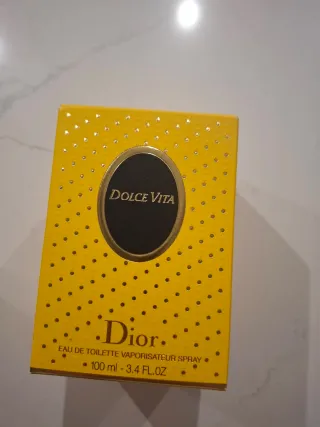 DOLCE VITA
Dior
EAU DE TOILETTE VAPORISATEUR SPRAY
100 ml - 3.4 FL.OZ